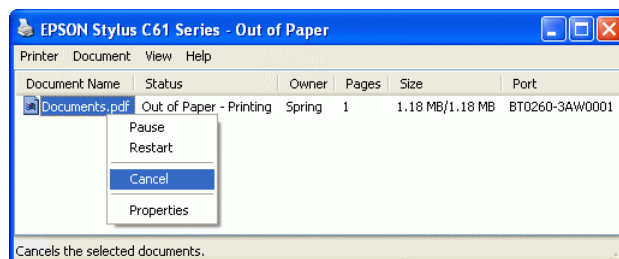 EPSON Stylus C61 Series - Out of Paper
Printer Document View Help
Document Name Status Owner Pages Size Port
Documents.pdf Out of Paper - Printing Spring 1 1.18 MB/1.18 MB BT0260-3AW0001
Pause
Restart
Cancel
Properties
Cancels the selected documents.